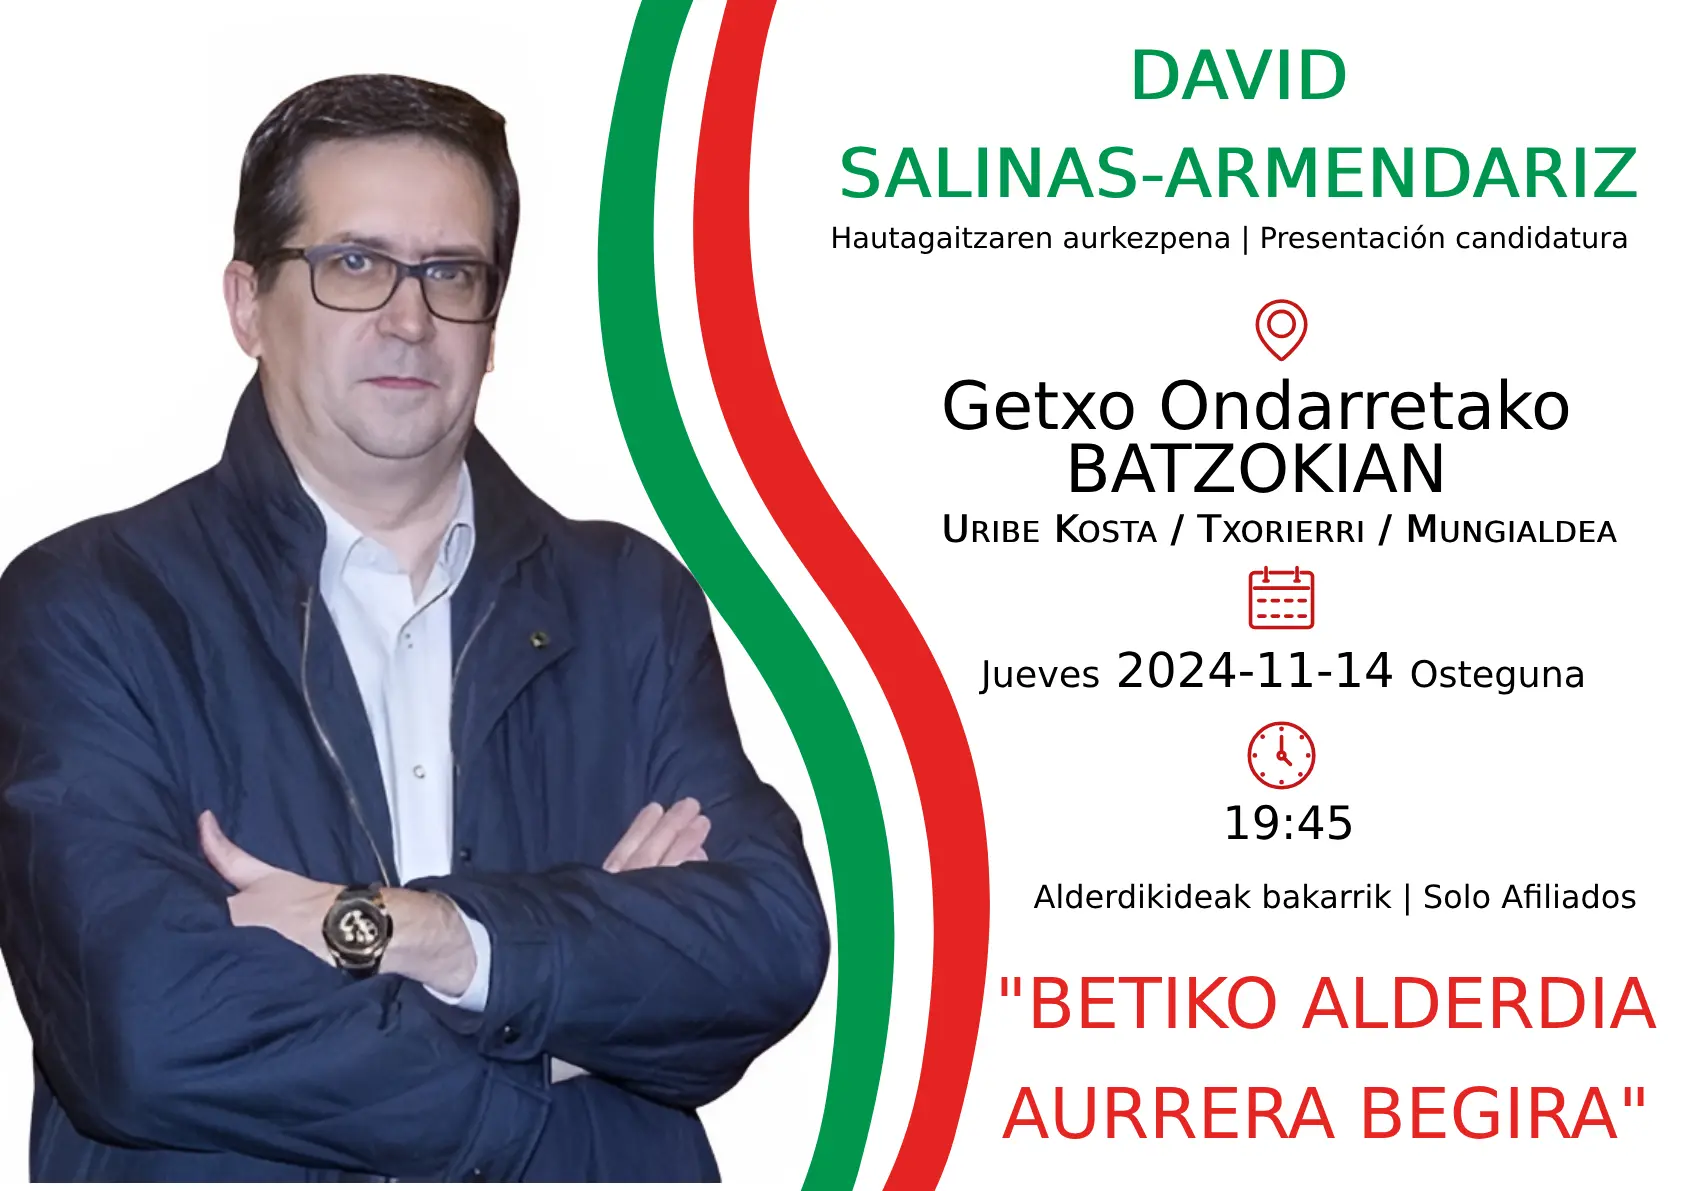 DAVID
SALINAS-ARMENDARIZ
Hautagaitzaren aurkezpena | Presentación candidatura
Getxo Ondarretako
BATZOKIAN
Uribe Kosta / Txorierri / Mungialdea
Jueves 2024-11-14 Osteguna
19:45
Alderdikideak bakarrik | Solo Afiliados
"BETIKO ALDERDIA
AURRERA BEGIRA"